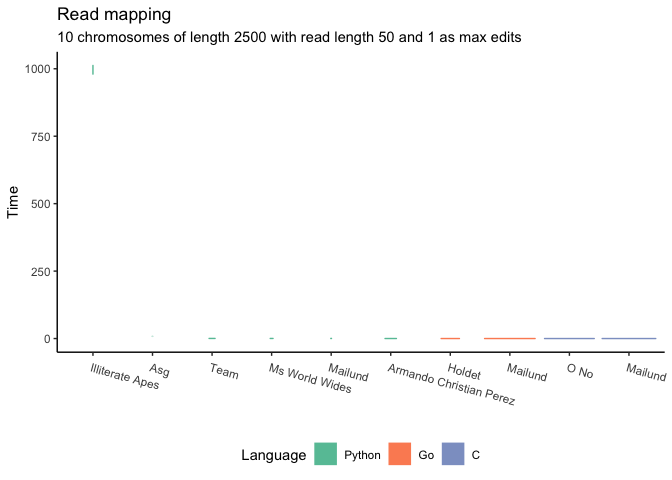 Read mapping
10 chromosomes of length 2500 with read length 50 and 1 as max edits
Time
1000
750
500
250
0
Illiterate Apes
Asg
Team
Ms World Wides
Mailund
Armando Christian Perez
Holdet
Mailund
O No
Mailund
Language Python Go C